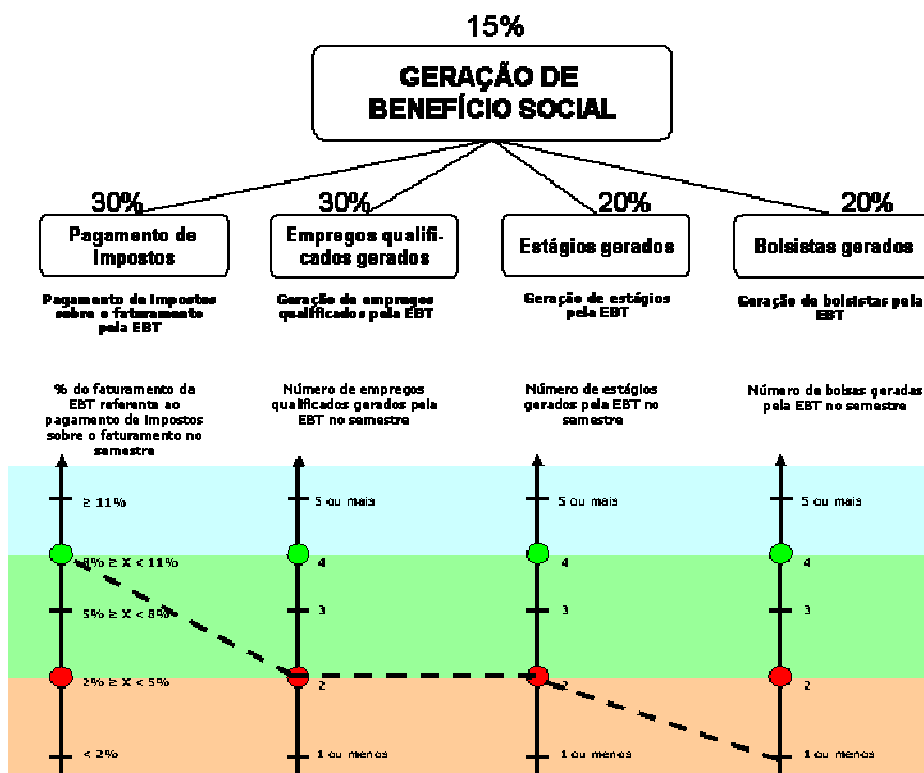 15%
GERAÇÃO DE
BENEFÍCIO SOCIAL
30%
30%
20%
20%
Pagamento de
Impostos
Empregos qualifi-
cados gerados
Estágios gerados
Bolsistas gerados
Pagamento de Impostos
sobre o faturamento
pela EBT
Geração de empregos
qualificados pela EBT
Geração de estágios
pela EBT
Geração de bolsistas pela
EBT
% do faturamento da
EBT referente ao
pagamento de Impostos
sobre o faturamento no
semestre
Número de empregos
qualificados gerados pela
EBT no semestre
Número de estágios
gerados pela EBT no
semestre
Número de bolsas geradas
pela EBT no semestre
≥ 11%
5 ou mais
5 ou mais
5 ou mais
8% ≥ X < 11%
4
4
4
5% ≥ X < 8%
3
3
3
2% ≥ X < 5%
2
2
2
< 2%
1 ou menos
1 ou menos
1 ou menos